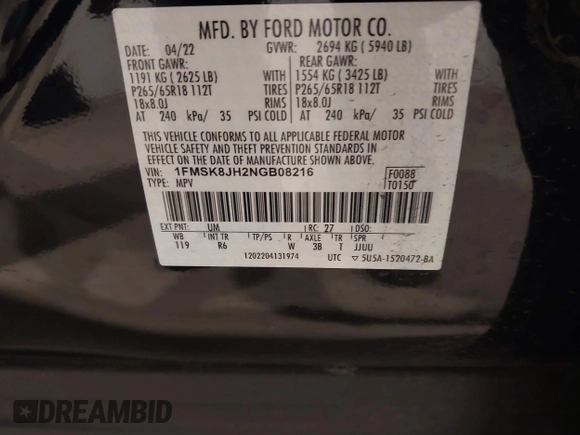 MFD. BY FORD MOTOR CO.
DATE: 04/22 GVWR: 2694 KG ( 5940 LB)
FRONT GAWR: REAR GAWR:
1191 KG ( 2625 LB) WITH 1554 KG ( 3425 LB) WITH
P265/65R18 112T TIRES P265/65R18 112T TIRES
18x8.0J RIMS 18x8.0J RIMS
AT 240 kPa/ 35 PSI COLD AT 240 kPa/ 35 PSI COLD
THIS VEHICLE CONFORMS TO ALL APPLICABLE FEDERAL MOTOR
VEHICLE SAFETY AND THEFT PREVENTION STANDARDS
IN EFFECT ON THE DATE OF MANUFACTURE SHOWN ABOVE.
VIN: 1FMSK8JH2NGB08216 F0088
TYPE: MPV T0150
EXT PNT: UM RC: 27 DSO:
WB INT TR TP/PS R AXLE TR SPR
119 R6 W 38 T JJUU
1202204131974 UTC ▽ 5U5A-1520472-BA
DREAMBID